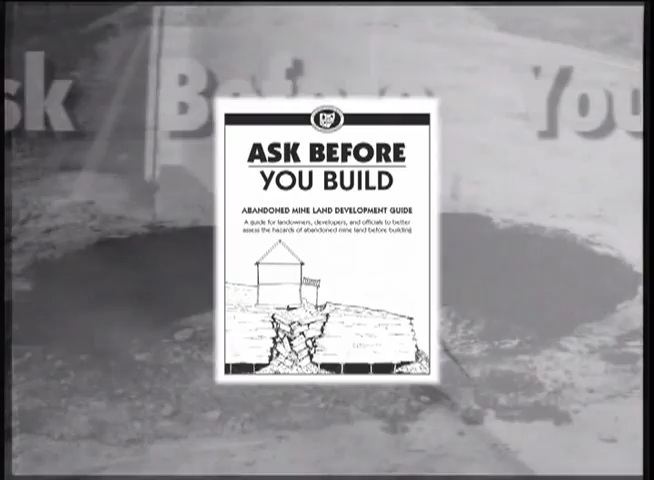 sk Before You
ASK BEFORE
YOU BUILD
ABANDONED MINE LAND DEVELOPMENT GUIDE
A guide for landowners, developers, and officials to better
assess the hazards of abandoned mine land before building